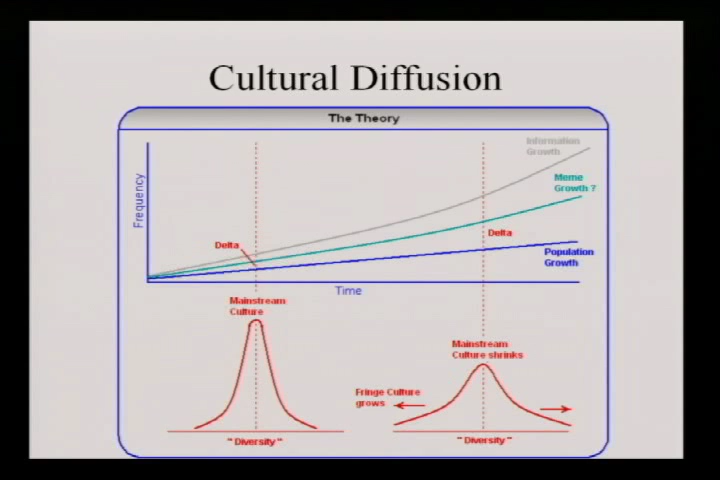 Cultural Diffusion
The Theory
Information
Growth
Meme
Growth ?
Frequency
Delta
Delta
Population
Growth
Time
Mainstream
Culture
Mainstream
Culture shrinks
Fringe Culture
grows
"Diversity"
"Diversity"